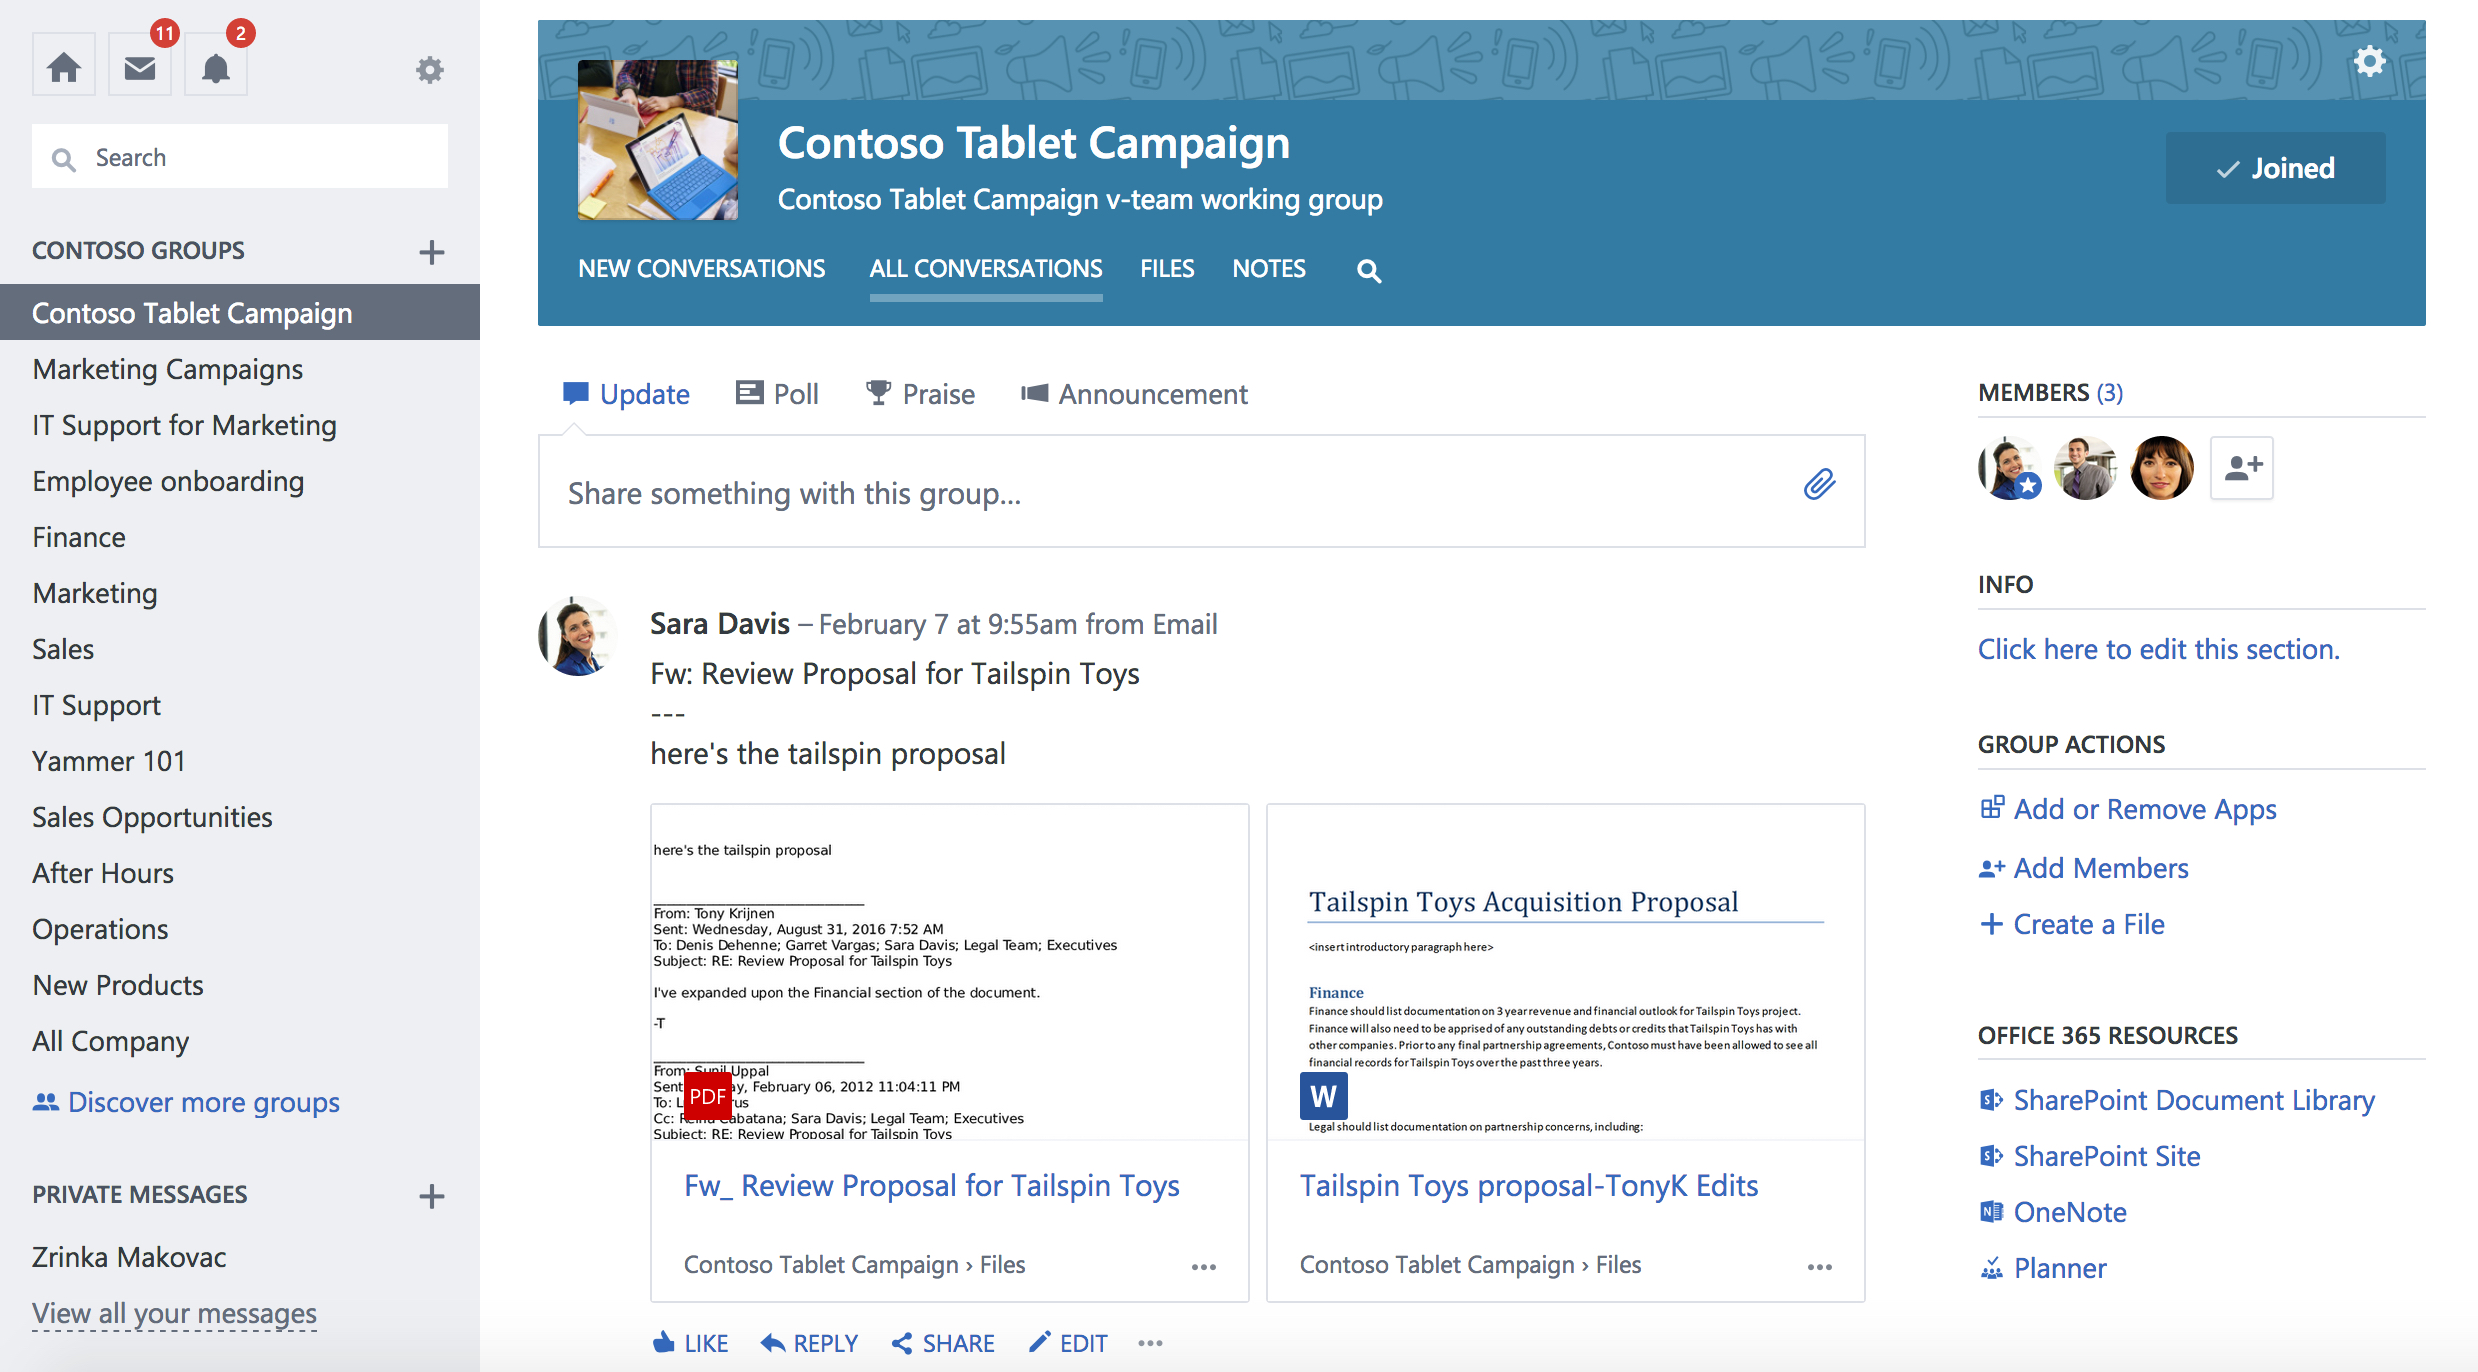 11
2
Search
CONTOSO GROUPS
Contoso Tablet Campaign
Marketing Campaigns
IT Support for Marketing
Employee onboarding
Finance
Marketing
Sales
IT Support
Yammer 101
Sales Opportunities
After Hours
Operations
New Products
All Company
Discover more groups
PRIVATE MESSAGES
Zrinka Makovac
View all your messages
Contoso Tablet Campaign
Contoso Tablet Campaign v-team working group
Joined
NEW CONVERSATIONS ALL CONVERSATIONS FILES NOTES
Update Poll Praise Announcement
Share something with this group...
Sara Davis – February 7 at 9:55am from Email
Fw: Review Proposal for Tailspin Toys
---
here's the tailspin proposal
here's the tailspin proposal
From: Tony Krijnen
Sent: Wednesday, August 31, 2016 7:52 AM
To: Denis Dehenne; Garret Vargas; Sara Davis; Legal Team; Executives
Subject: RE: Review Proposal for Tailspin Toys
I've expanded upon the Financial section of the document.
-T
From: Sunil Uppal
Sent February 06, 2012 11:04:11 PM
To:
Cc: Sara Davis; Legal Team; Executives
Subject: RE: Review Proposal for Tailspin Toys
PDF
Fw_ Review Proposal for Tailspin Toys
Contoso Tablet Campaign › Files
Tailspin Toys Acquisition Proposal
<insert introductory paragraph here>
Finance
Finance should list documentation on 3 year revenue and financial outlook for Tailspin Toys project.
Finance will also need to be apprised of any outstanding debts or credits that Tailspin Toys has with
other companies. Prior to any final partnership agreements, Contoso must have been allowed to see all
financial records for Tailspin Toys over the past three years.
W
Legal should list documentation on partnership concerns, including:
Tailspin Toys proposal-TonyK Edits
Contoso Tablet Campaign › Files
LIKE REPLY SHARE EDIT
MEMBERS (3)
INFO
Click here to edit this section.
GROUP ACTIONS
Add or Remove Apps
Add Members
Create a File
OFFICE 365 RESOURCES
SharePoint Document Library
SharePoint Site
OneNote
Planner